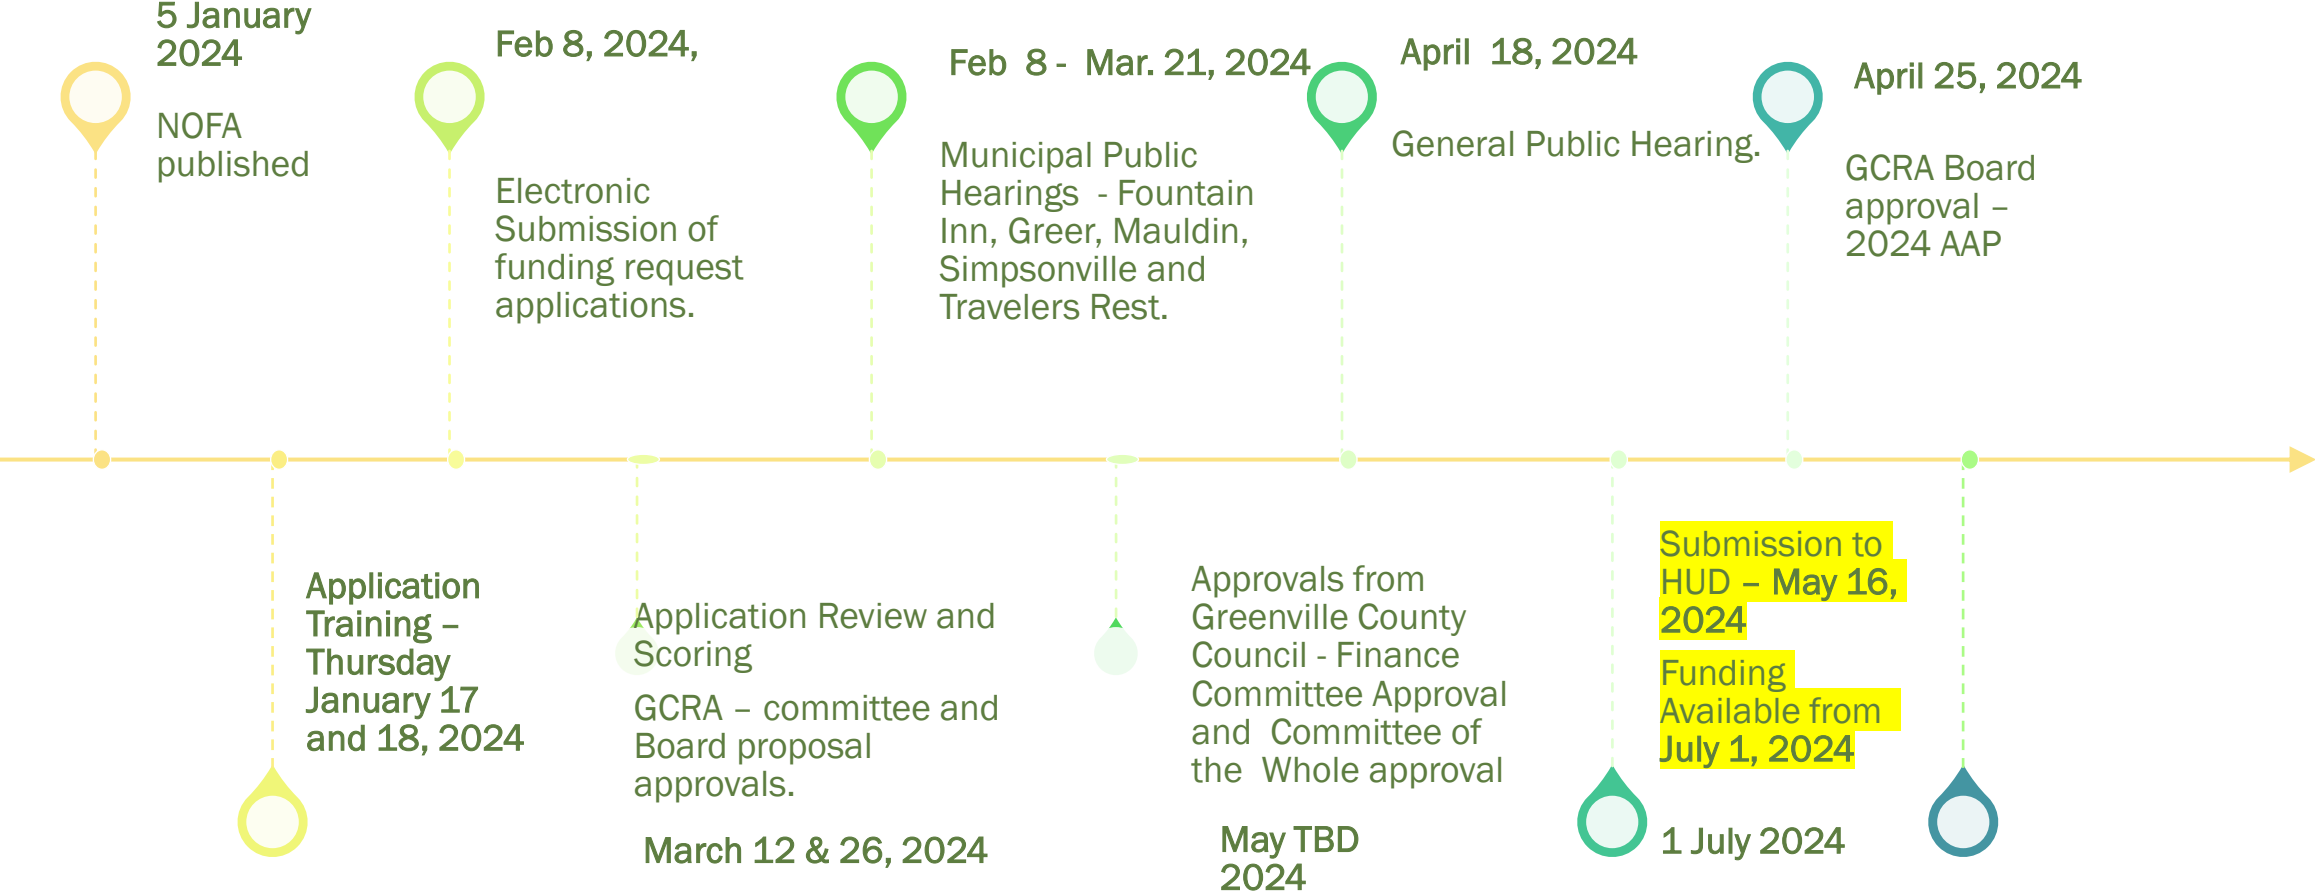 5 January
2024
NOFA
published
Feb 8, 2024,
Electronic
Submission of
funding request
applications.
Feb 8 - Mar. 21, 2024
Municipal Public
Hearings - Fountain
Inn, Greer, Mauldin,
Simpsonville and
Travelers Rest.
April 18, 2024
General Public Hearing.
April 25, 2024
GCRA Board
approval –
2024 AAP
Application
Training –
Thursday
January 17
and 18, 2024
Application Review and
Scoring
GCRA – committee and
Board proposal
approvals.
March 12 & 26, 2024
Approvals from
Greenville County
Council - Finance
Committee Approval
and Committee of
the Whole approval
May TBD
2024
Submission to
HUD – May 16,
2024
Funding
Available from
July 1, 2024
1 July 2024